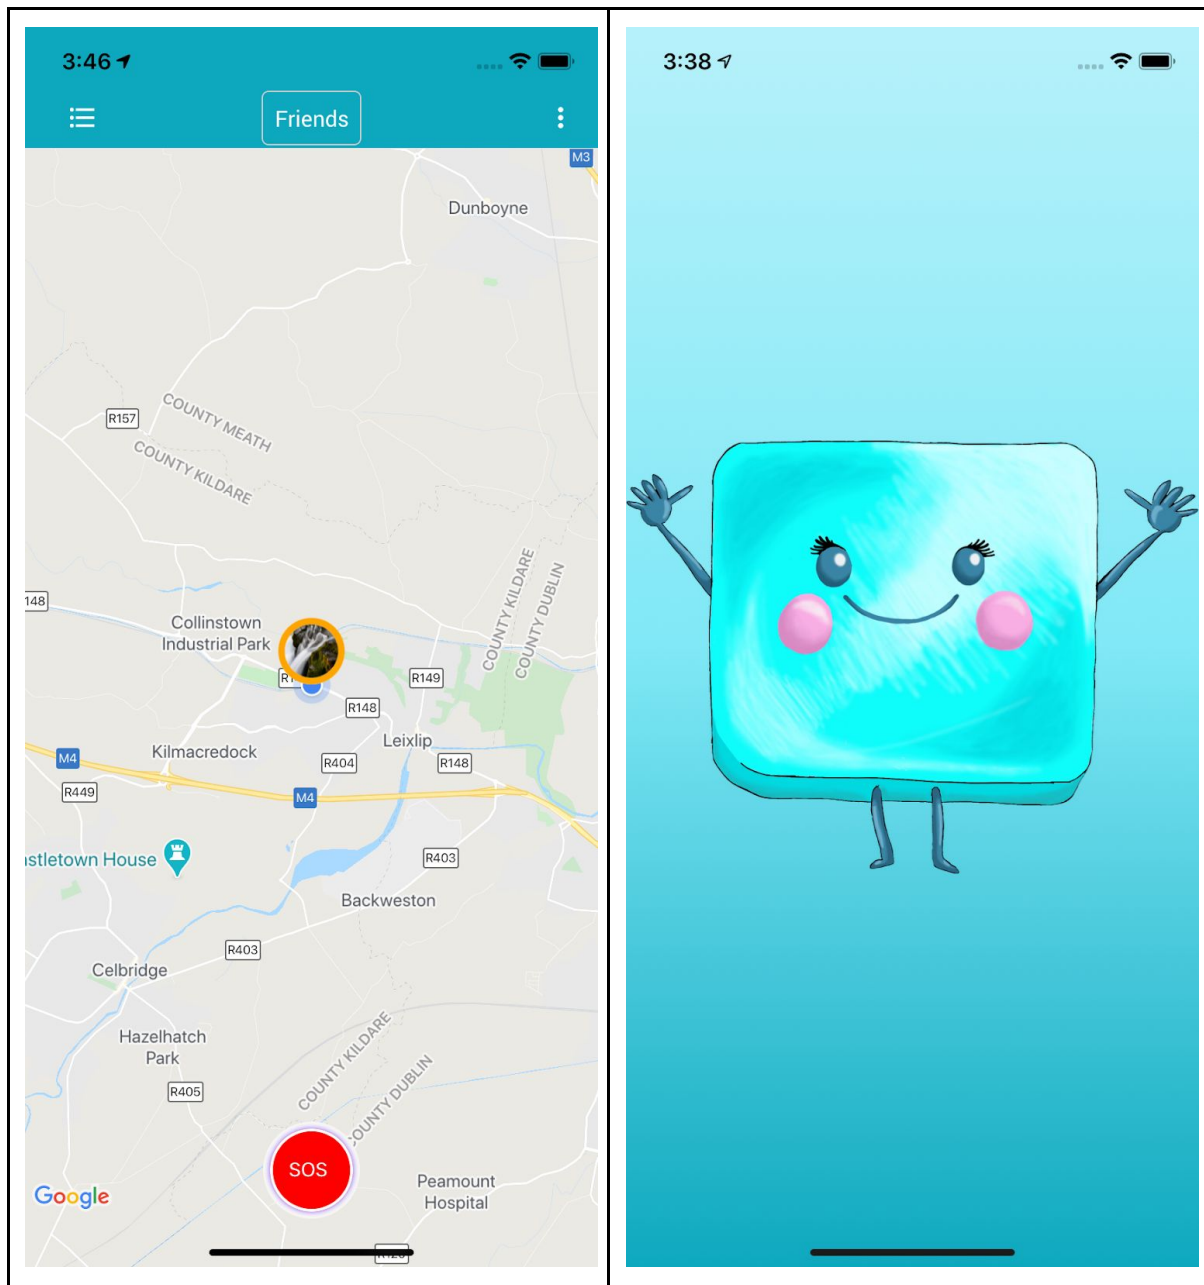 3:46
Friends
M3
Dunboyne
COUNTY MEATH
R157
COUNTY KILDARE
COUNTY KILDARE
COUNTY DUBLIN
148
Collinstown
Industrial Park
R149
R148
Leixlip
Kilmacredock
M4
R404
R148
R449
M4
stletown House
R403
Backweston
R403
Celbridge
Hazelhatch
Park
COUNTY KILDARE
R405
COUNTY DUBLIN
SOS
Peamount
Hospital
Google
3:38